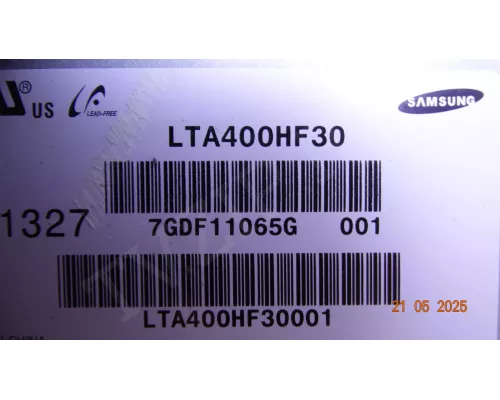 US
LEAD-FREE
SAMSUNG
LTA400HF30
1327
7GDF11065G 001
21 05 2025
LTA400HF30001